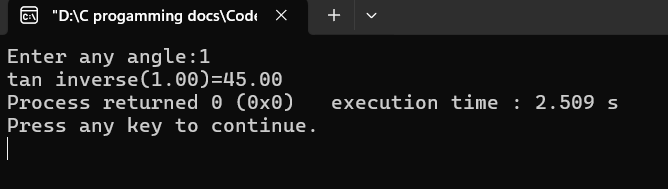 "D:\C progamming docs\Code
Enter any angle:1
tan inverse(1.00)=45.00
Process returned 0 (0x0)   execution time : 2.509 s
Press any key to continue.